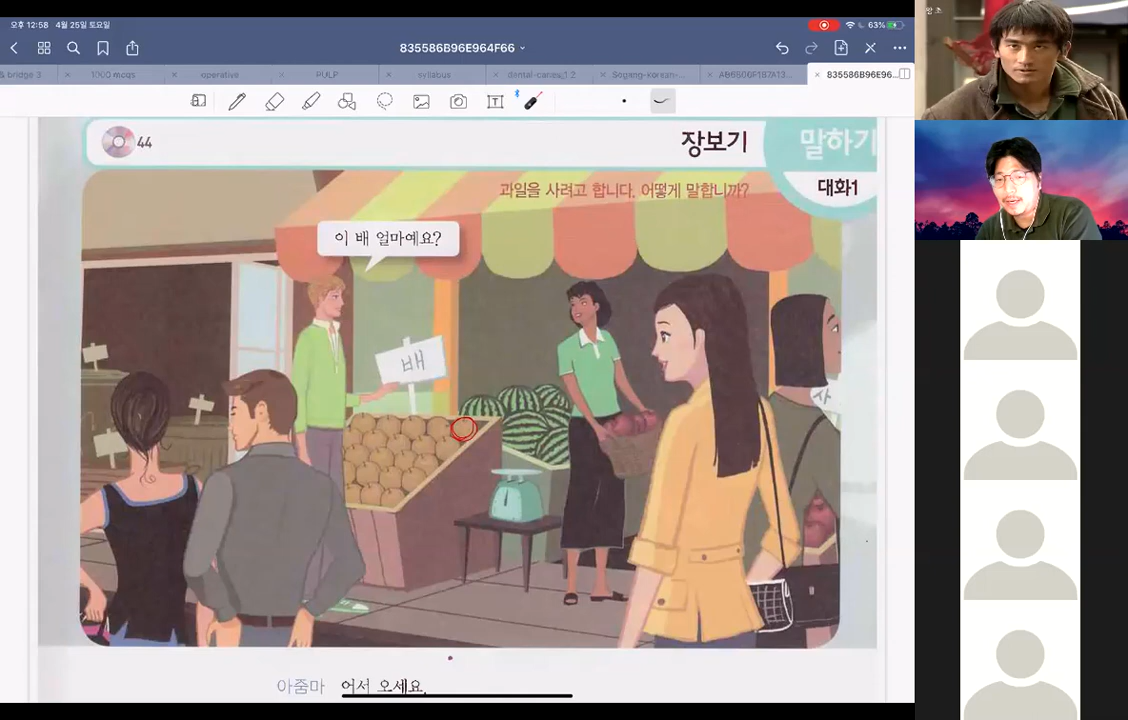 오후 12:58 4월 25일 토요일
63%
835586B96E964F66
& bridge 3
1000 mcqs
operative
PULP
syllabus
dental-caries_1 2
Sogang-korean-...
AB6600F187A13...
835586B96E96...
44
장보기
말하기
과일을 사려고 합니다. 어떻게 말합니까?
대화1
이 배 얼마예요?
배
사
아줌마 어서 오세요.